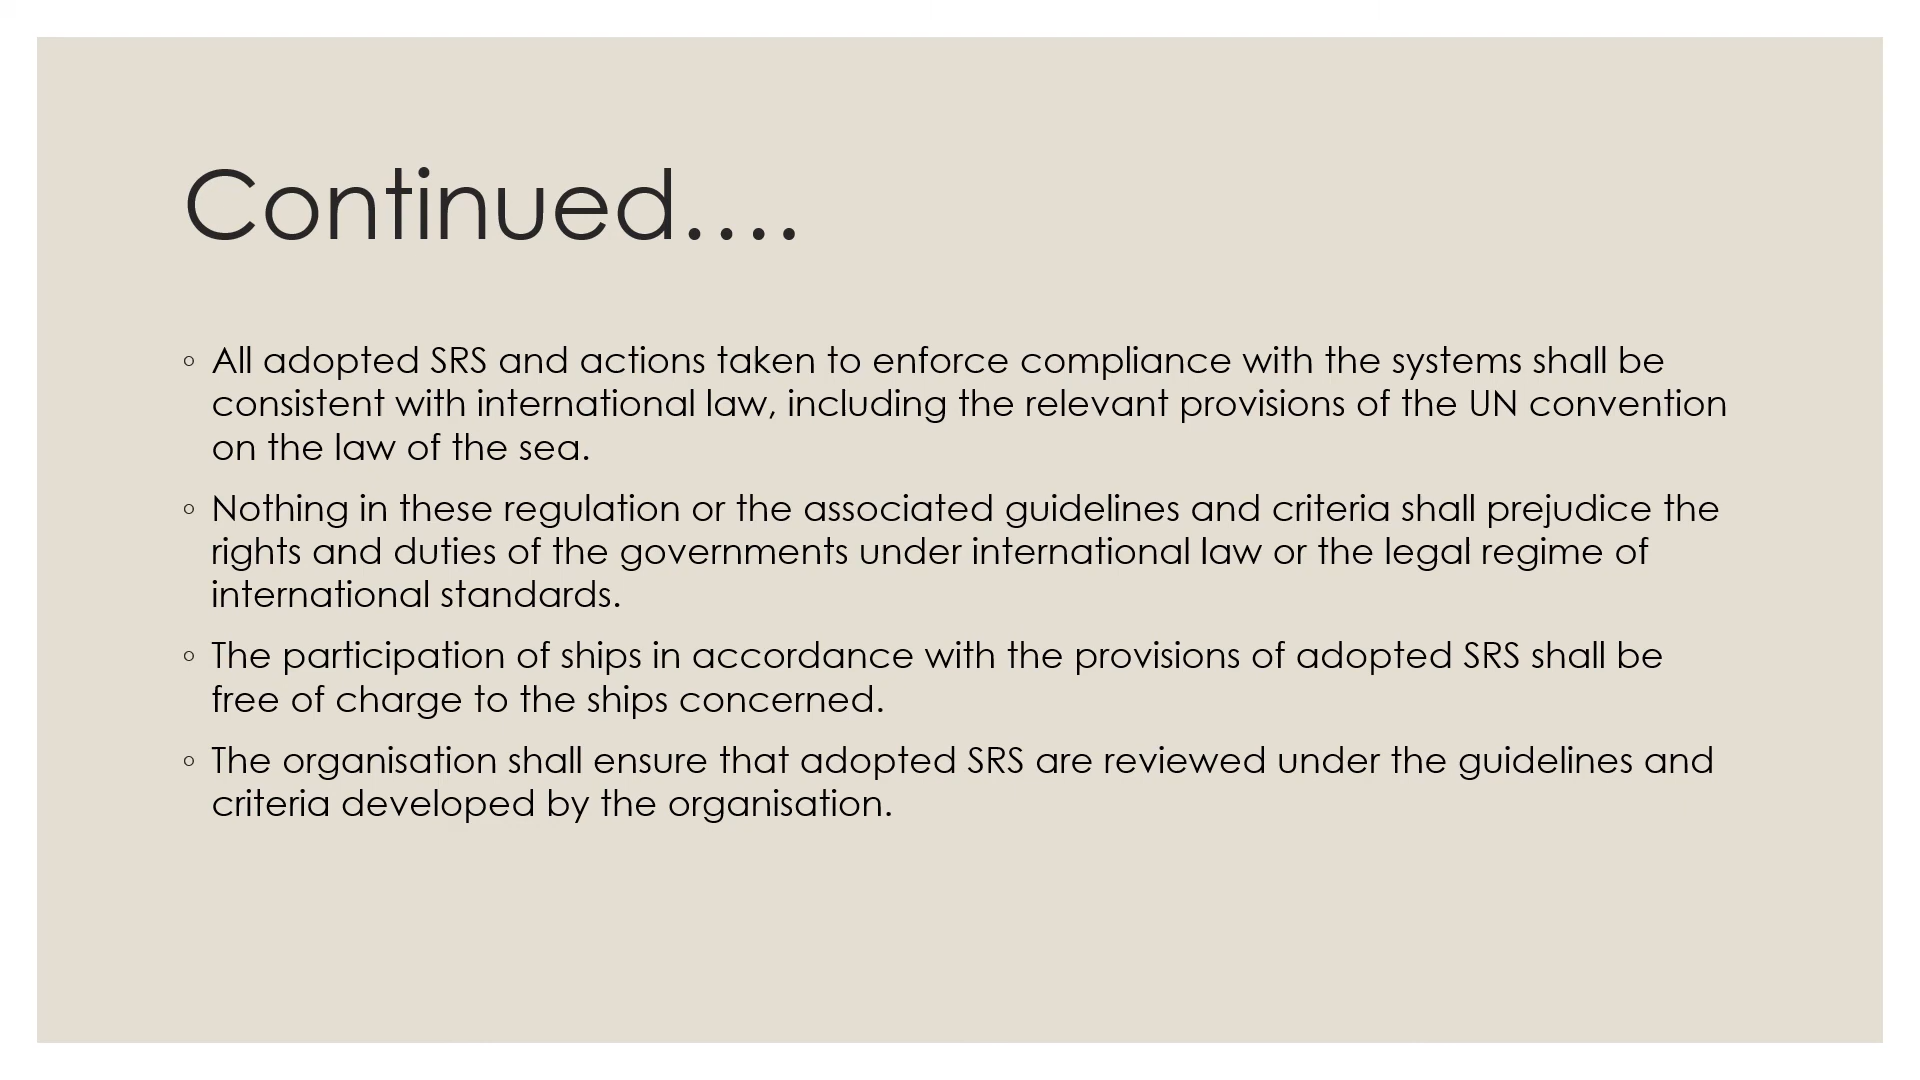 Continued....
◦ All adopted SRS and actions taken to enforce compliance with the systems shall be
consistent with international law, including the relevant provisions of the UN convention
on the law of the sea.
◦ Nothing in these regulation or the associated guidelines and criteria shall prejudice the
rights and duties of the governments under international law or the legal regime of
international standards.
◦ The participation of ships in accordance with the provisions of adopted SRS shall be
free of charge to the ships concerned.
◦ The organisation shall ensure that adopted SRS are reviewed under the guidelines and
criteria developed by the organisation.